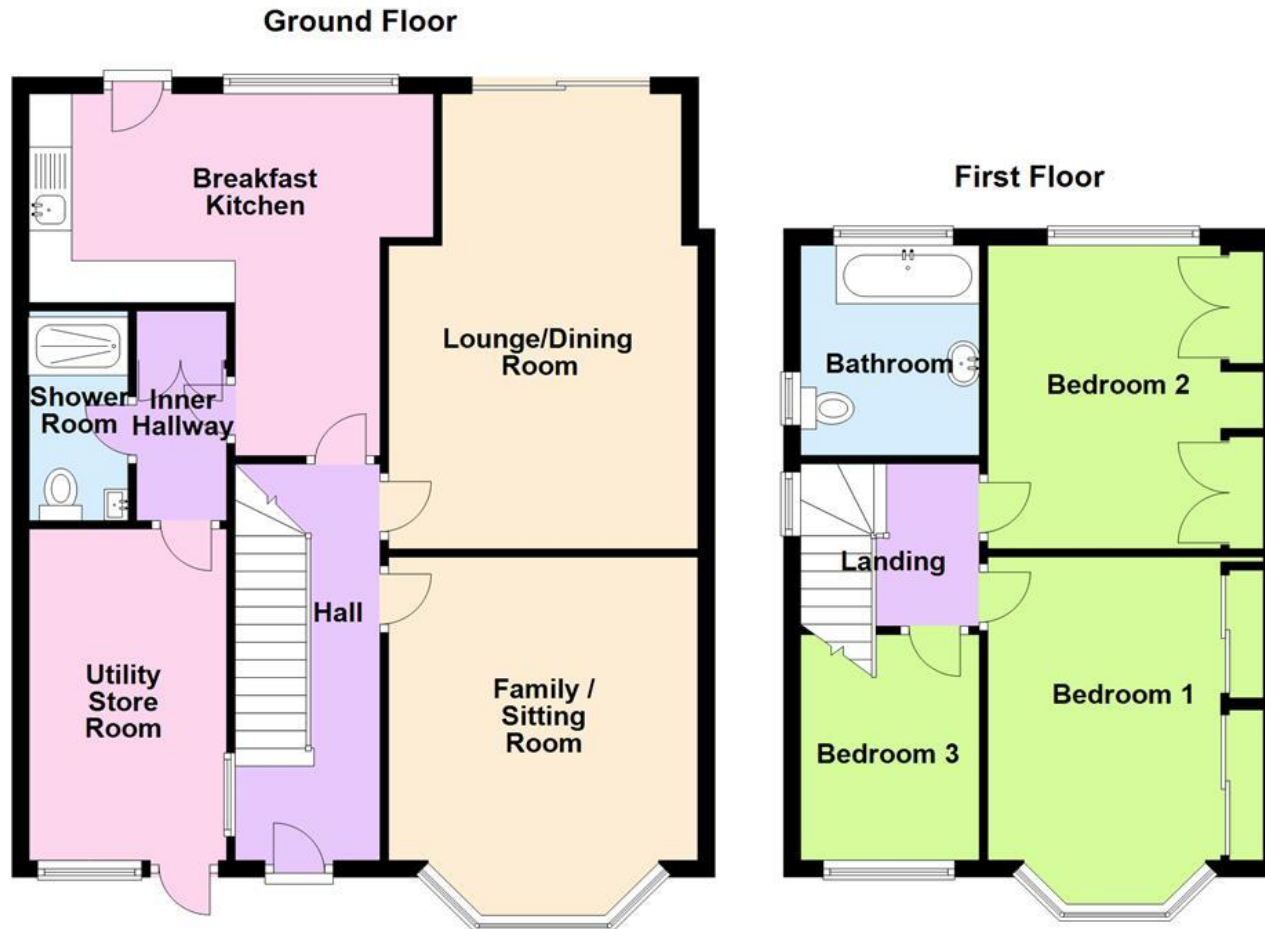 Ground Floor
Breakfast
Kitchen
Lounge/Dining
Room
Shower
Room
Inner
Hallway
Hall
Utility
Store
Room
Family /
Sitting
Room
First Floor
Bathroom
Bedroom 2
Landing
Bedroom 1
Bedroom 3